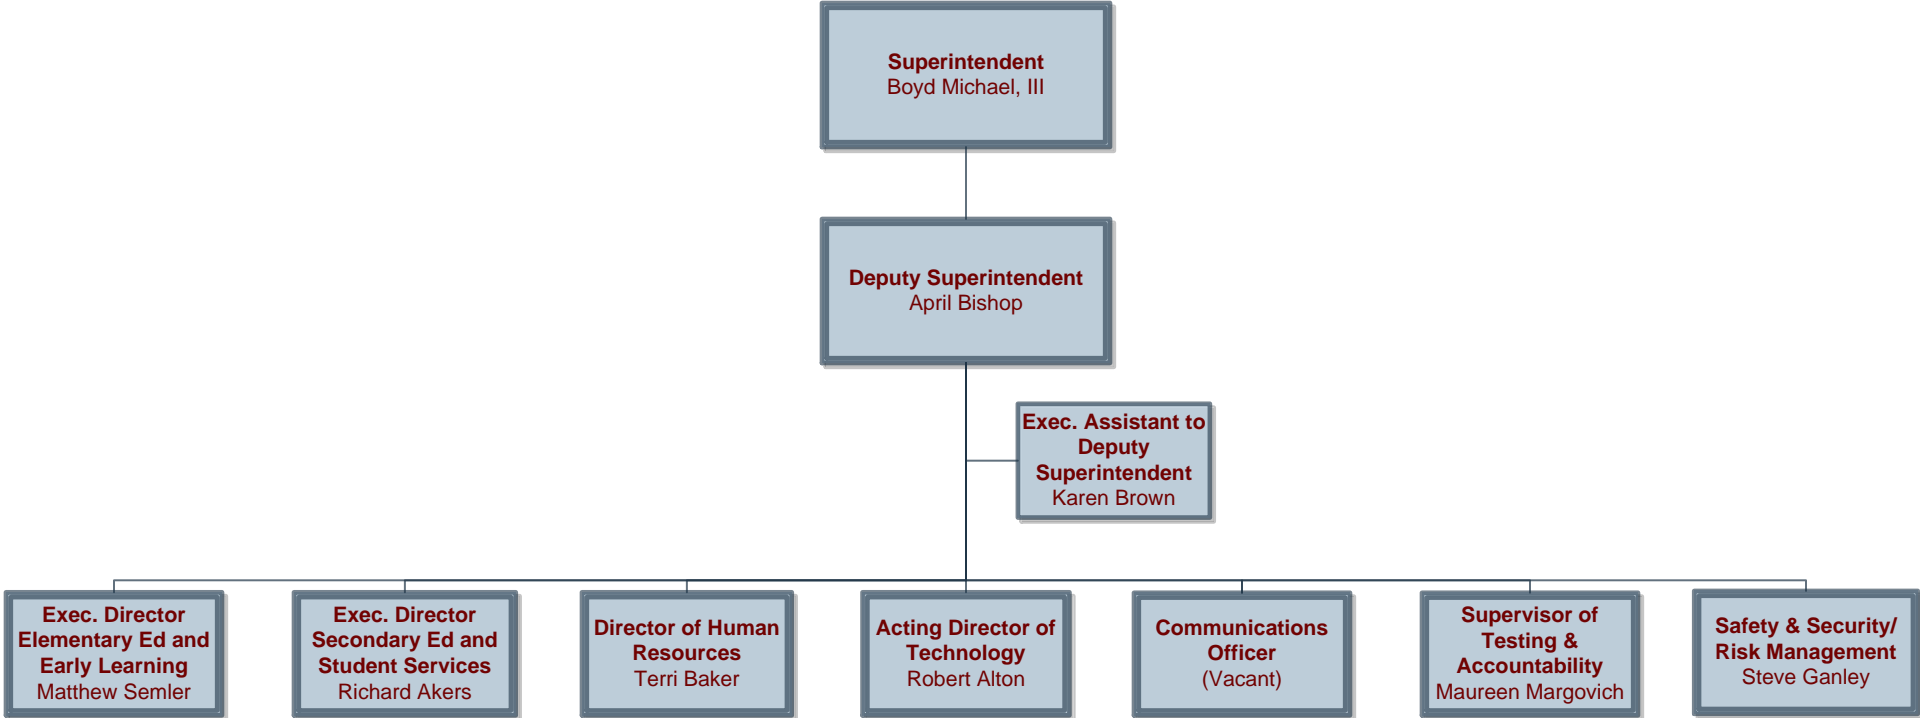 Superintendent
Boyd Michael, III
Deputy Superintendent
April Bishop
Exec. Assistant to
Deputy
Superintendent
Karen Brown
Exec. Director
Elementary Ed and
Early Learning
Matthew Semler
Exec. Director
Secondary Ed and
Student Services
Richard Akers
Director of Human
Resources
Terri Baker
Acting Director of
Technology
Robert Alton
Communications
Officer
(Vacant)
Supervisor of
Testing &
Accountability
Maureen Margovich
Safety & Security/
Risk Management
Steve Ganley